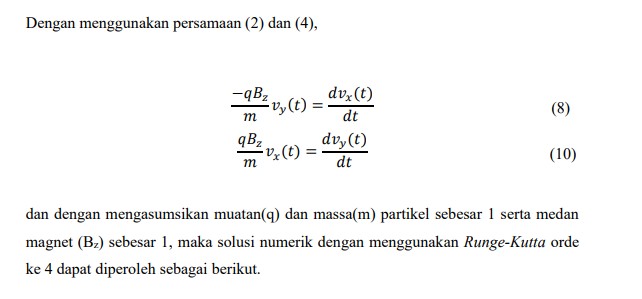 Dengan menggunakan persamaan (2) dan (4),
\frac{-qB_z}{m} v_y(t) = \frac{dv_x(t)}{dt} (8)
\frac{qB_z}{m} v_x(t) = \frac{dv_y(t)}{dt} (10)
dan dengan mengasumsikan muatan(q) dan massa(m) partikel sebesar 1 serta medan
magnet (B_z) sebesar 1, maka solusi numerik dengan menggunakan Runge-Kutta orde
ke 4 dapat diperoleh sebagai berikut.